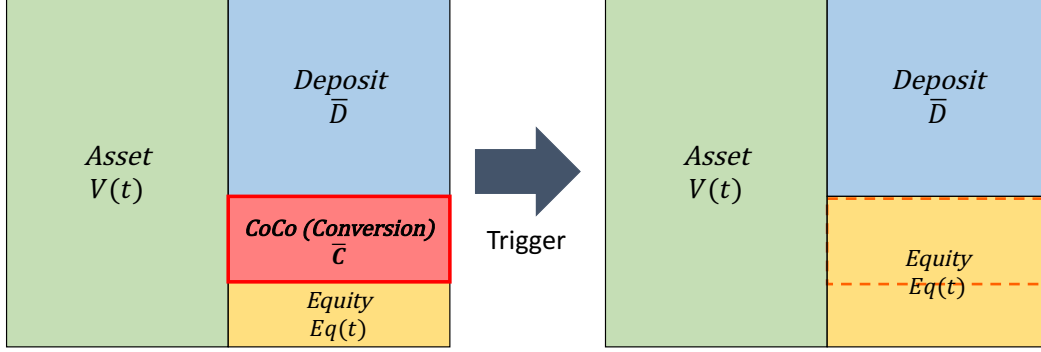 Asset
V(t)
Deposit
D̅
CoCo (Conversion)
C̅
Equity
Eq(t)
Trigger
Asset
V(t)
Deposit
D̅
Equity
Eq(t)